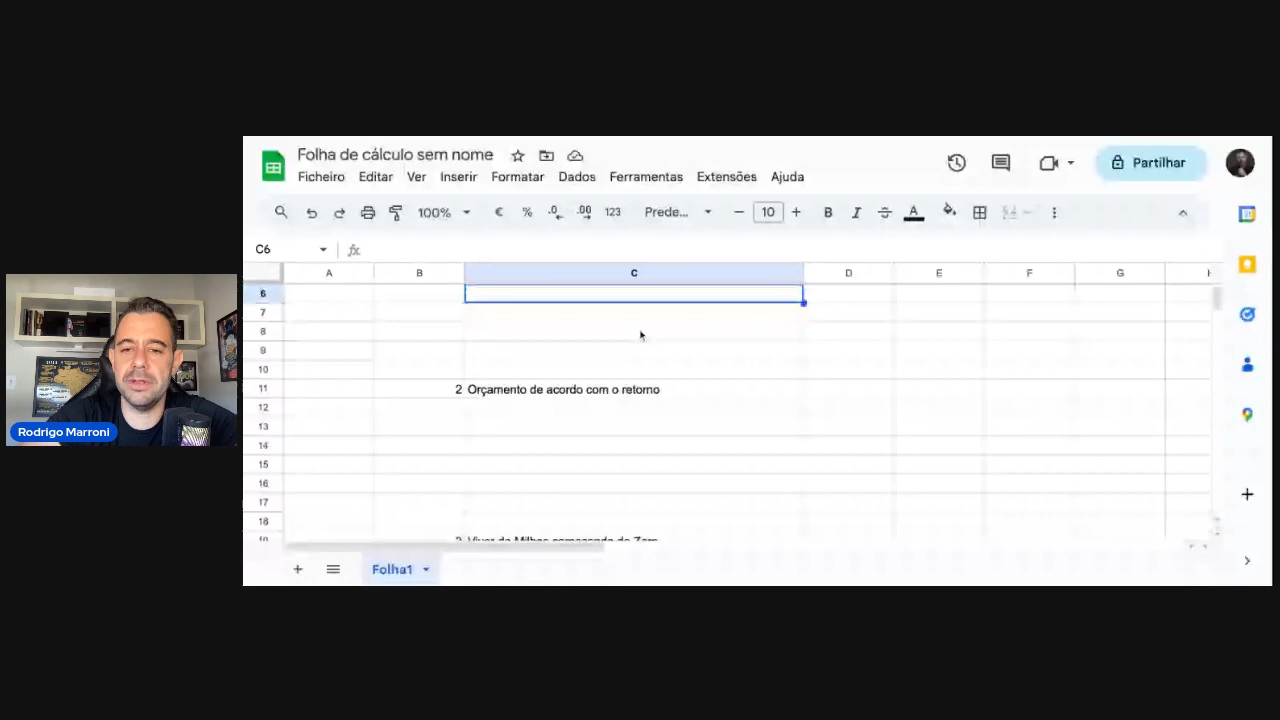 Folha de cálculo sem nome
Ficheiro Editar Ver Inserir Formatar Dados Ferramentas Extensões Ajuda
Partilhar
100% € % .0 .00 123 Prede... 10 B I A
C6 fx
A B C D E F G
6
7
8
9
10
11 2 Orçamento de acordo com o retorno
12
13
14
15
16
17
18
Folha1
Rodrigo Marroni